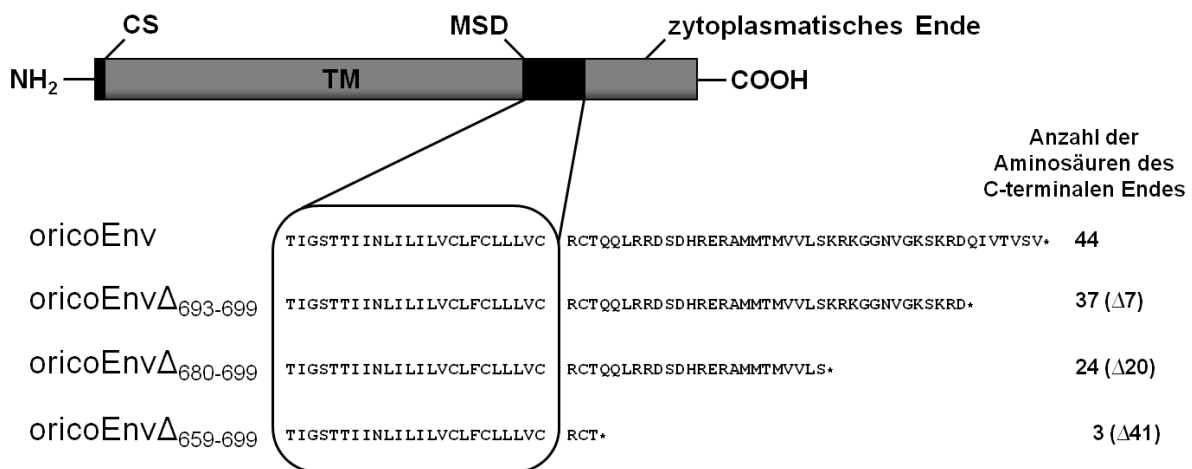 CS MSD zytoplasmatisches Ende
NH₂ TM COOH
Anzahl der
Aminosäuren des
C-terminalen Endes
oricoEnv TIGSTTIINLILILVCLFCLLLVC RCTQQLRRDSDHRERAMMTMVVLSKRKGGNVGKSKRDQIVTVSV* 44
oricoEnvΔ₆₉₃₋₆₉₉ TIGSTTIINLILILVCLFCLLLVC RCTQQLRRDSDHRERAMMTMVVLSKRKGGNVGKSKRD* 37 (Δ7)
oricoEnvΔ₆₈₀₋₆₉₉ TIGSTTIINLILILVCLFCLLLVC RCTQQLRRDSDHRERAMMTMVVLS* 24 (Δ20)
oricoEnvΔ₆₅₉₋₆₉₉ TIGSTTIINLILILVCLFCLLLVC RCT* 3 (Δ41)